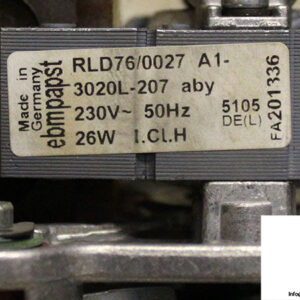 Made in
Germany
ebmpapst
RLD76/0027 A1-
3020L-207 aby
230V~ 50Hz
26W I.Cl.H
5105
DE(L)
FA201336